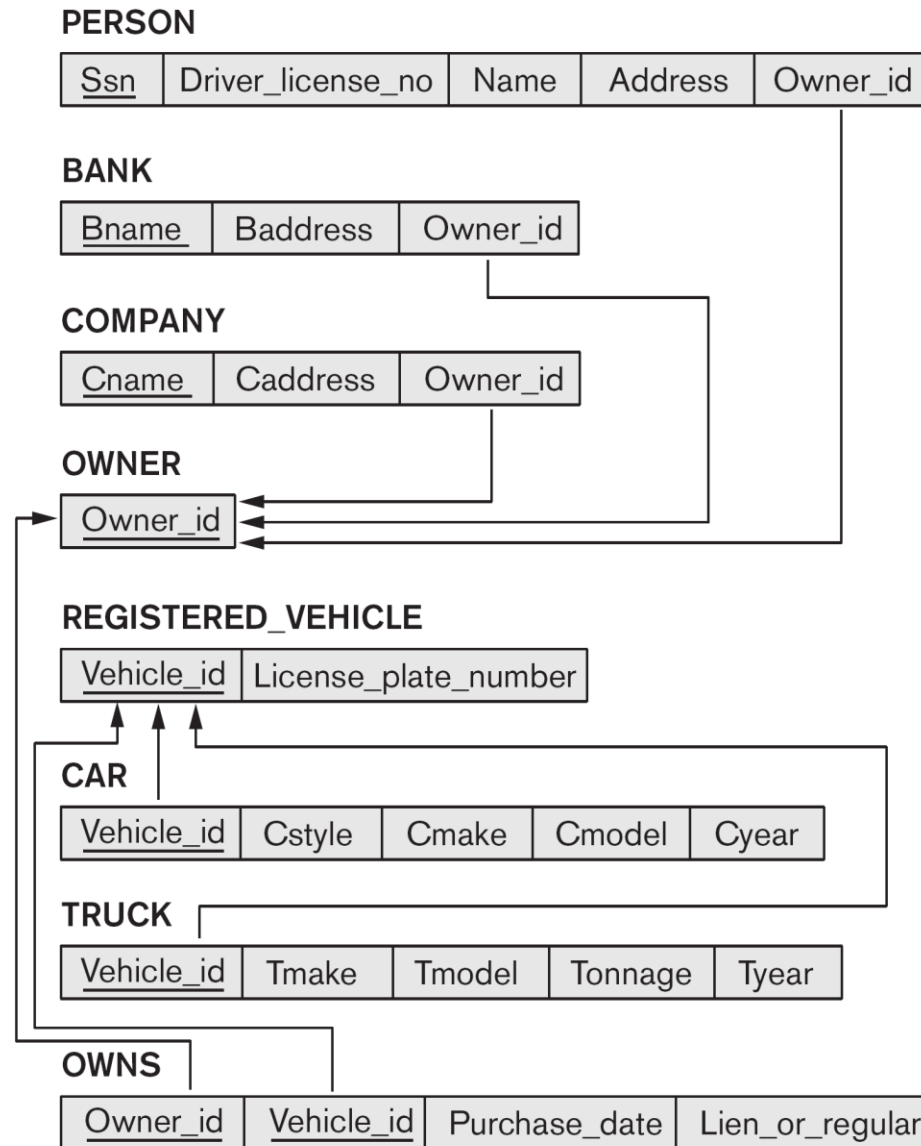 PERSON
Ssn Driver_license_no Name Address Owner_id
BANK
Bname Baddress Owner_id
COMPANY
Cname Caddress Owner_id
OWNER
Owner_id
REGISTERED_VEHICLE
Vehicle_id License_plate_number
CAR
Vehicle_id Cstyle Cmake Cmodel Cyear
TRUCK
Vehicle_id Tmake Tmodel Tonnage Tyear
OWNS
Owner_id Vehicle_id Purchase_date Lien_or_regular